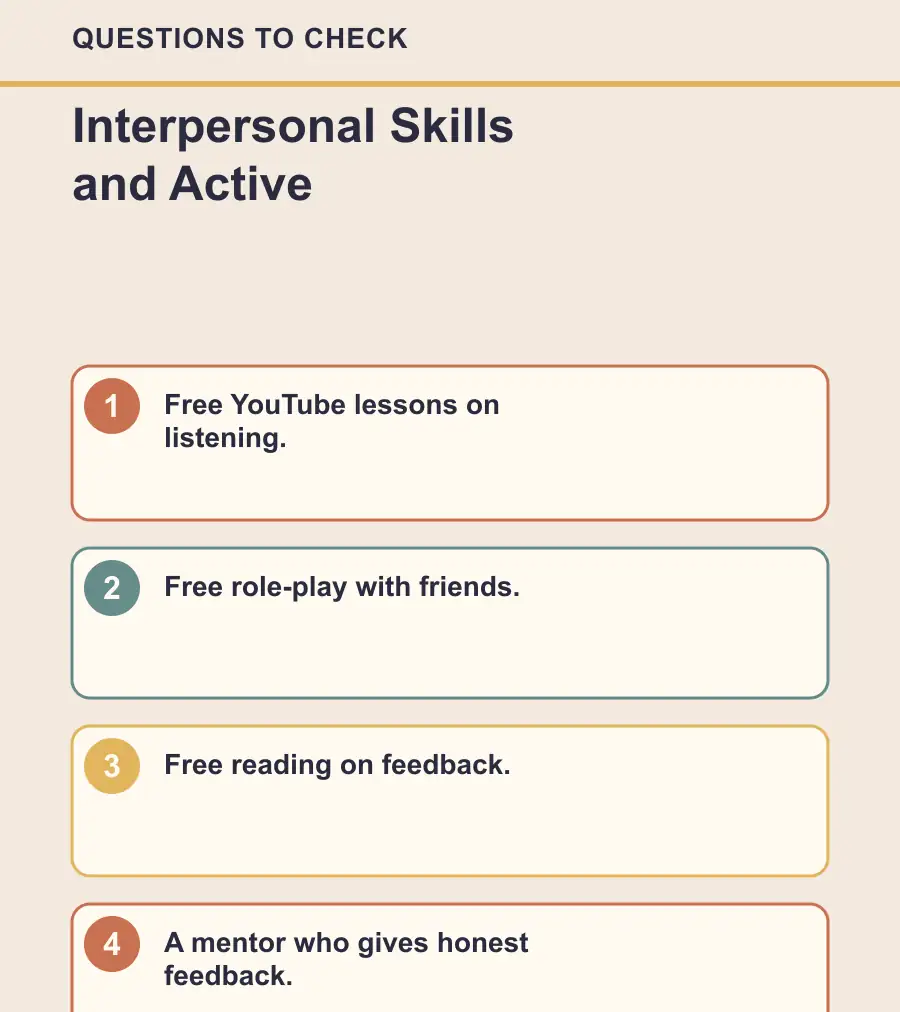 QUESTIONS TO CHECK
Interpersonal Skills
and Active
1
Free YouTube lessons on
listening.
2
Free role-play with friends.
3
Free reading on feedback.
4
A mentor who gives honest
feedback.